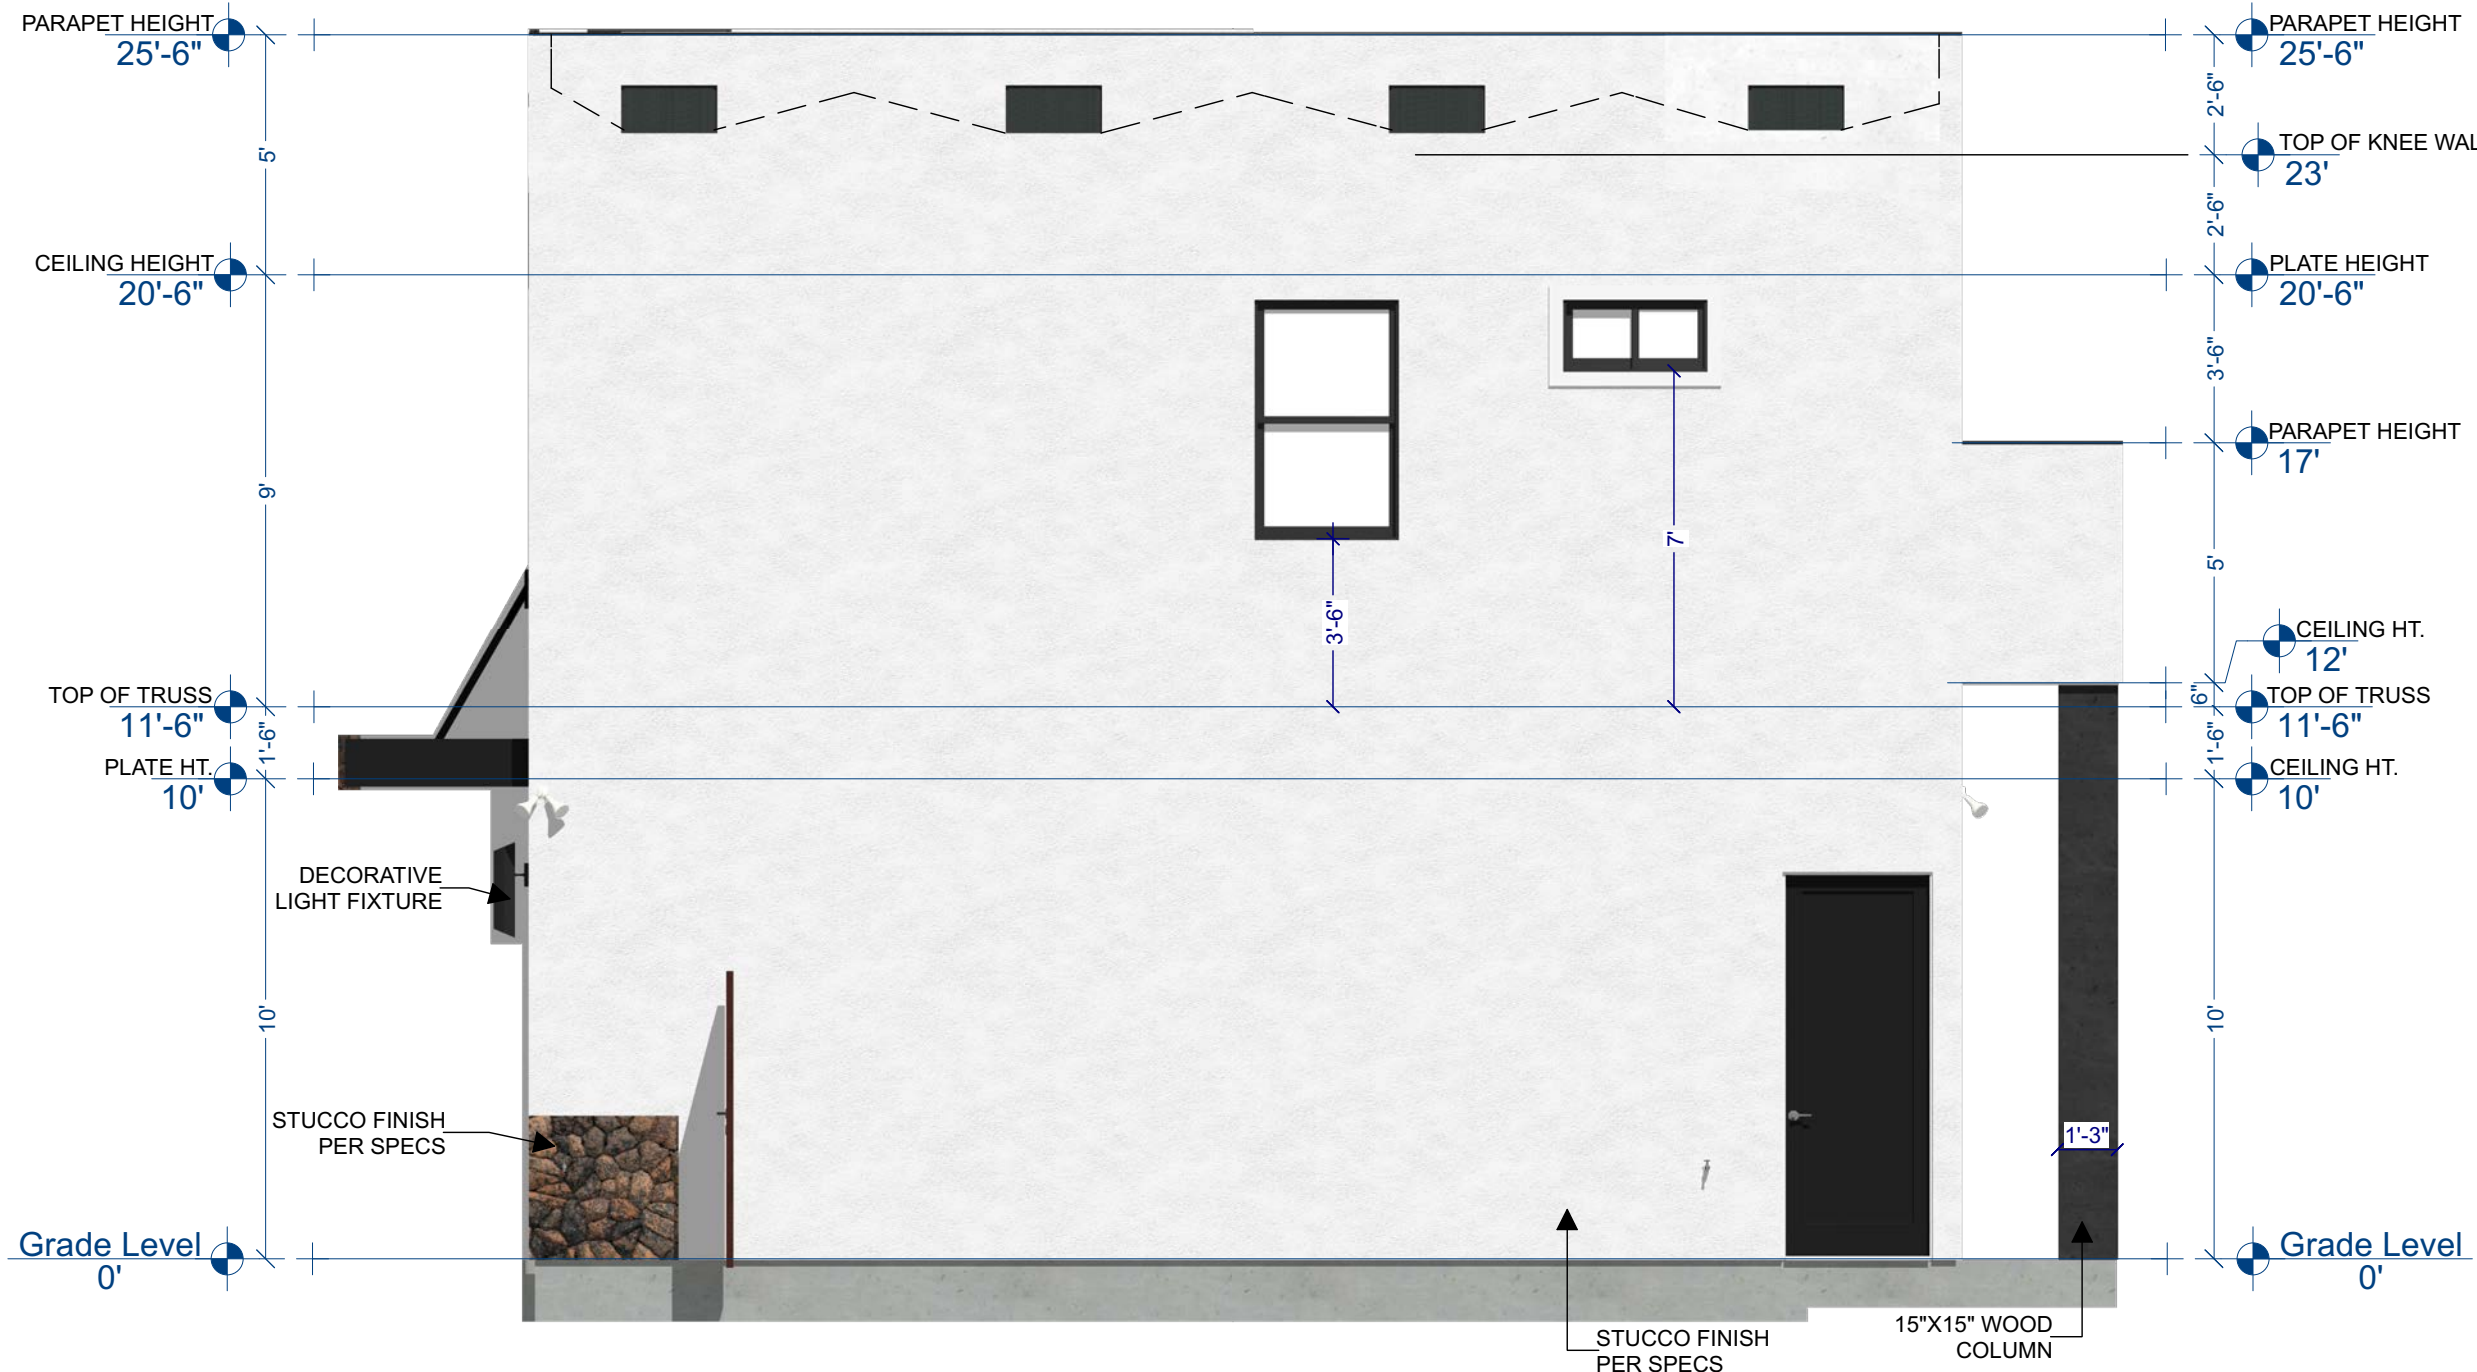 PARAPET HEIGHT
25'-6"
5'
CEILING HEIGHT
20'-6"
9'
TOP OF TRUSS
11'-6"
1'-6"
PLATE HT.
10'
DECORATIVE
LIGHT FIXTURE
10'
STUCCO FINISH
PER SPECS
Grade Level
0'
3'-6"
7'
1'-3"
STUCCO FINISH
PER SPECS
15"X15" WOOD
COLUMN
PARAPET HEIGHT
25'-6"
2'-6"
TOP OF KNEE WAL
23'
2'-6"
PLATE HEIGHT
20'-6"
3'-6"
PARAPET HEIGHT
17'
5'
CEILING HT.
12'
6"
TOP OF TRUSS
11'-6"
1'-6"
CEILING HT.
10'
10'
Grade Level
0'